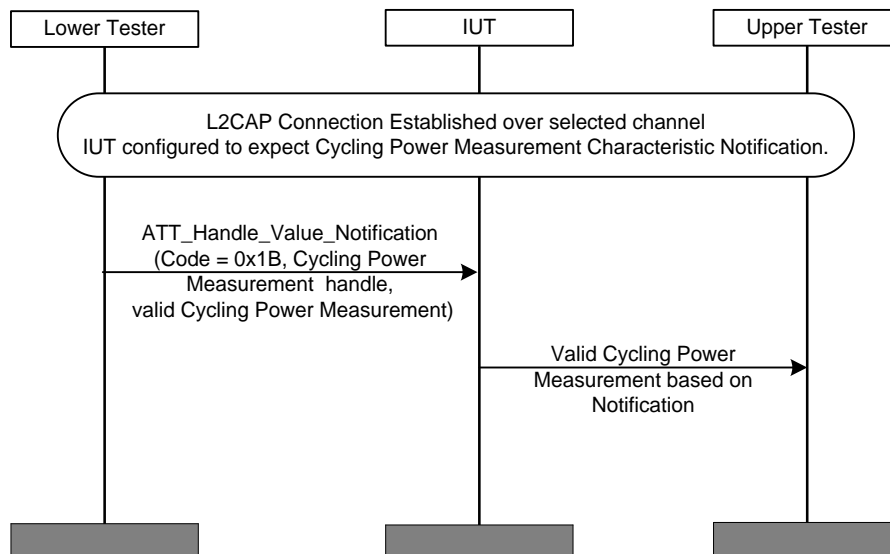 Lower Tester
IUT
Upper Tester
L2CAP Connection Established over selected channel
IUT configured to expect Cycling Power Measurement Characteristic Notification.
ATT_Handle_Value_Notification
(Code = 0x1B, Cycling Power
Measurement handle,
valid Cycling Power Measurement)
Valid Cycling Power
Measurement based on
Notification